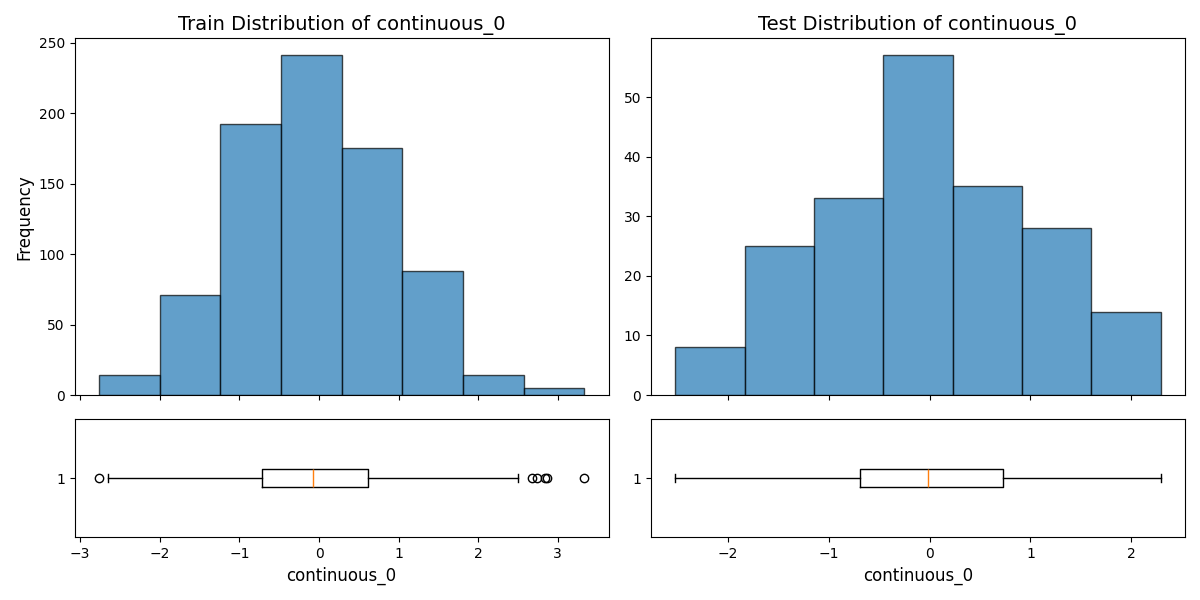 Train Distribution of continuous_0
Test Distribution of continuous_0
Frequency
250
200
150
100
50
0
50
40
30
20
10
0
1
−3 −2 −1 0 1 2 3
continuous_0
1
−2 −1 0 1 2
continuous_0